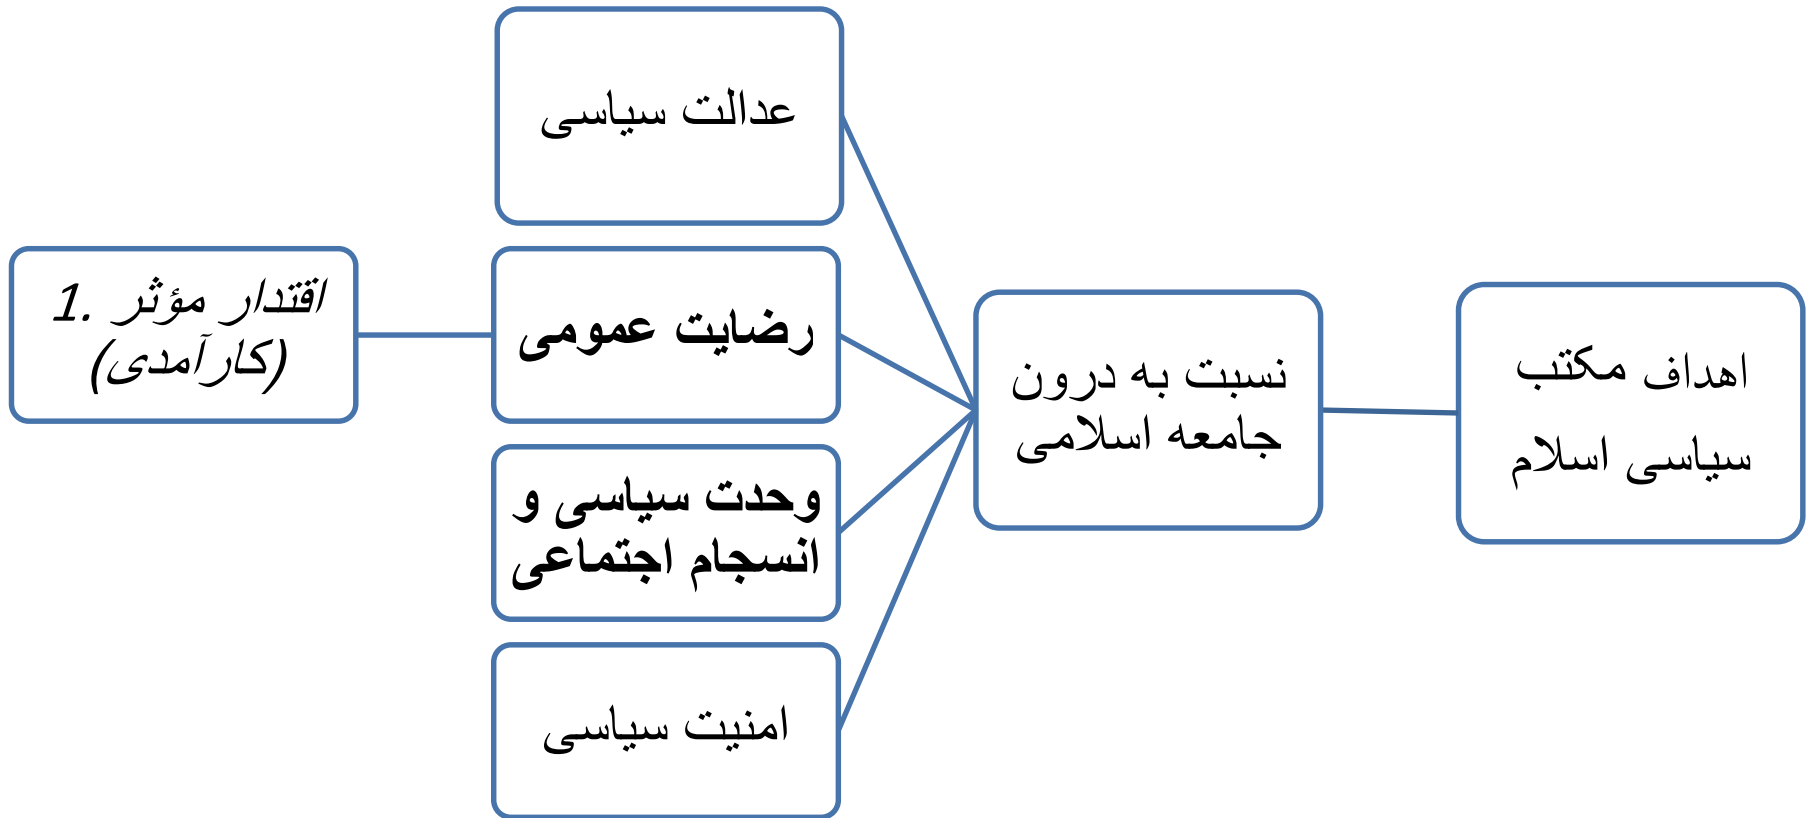 اهداف مکتب
سیاسی اسلام
نسبت به درون
جامعه اسلامی
عدالت سیاسی
رضایت عمومی
وحدت سیاسی و
انسجام اجتماعی
امنیت سیاسی
1. اقتدار مؤثر
(کارآمدی)